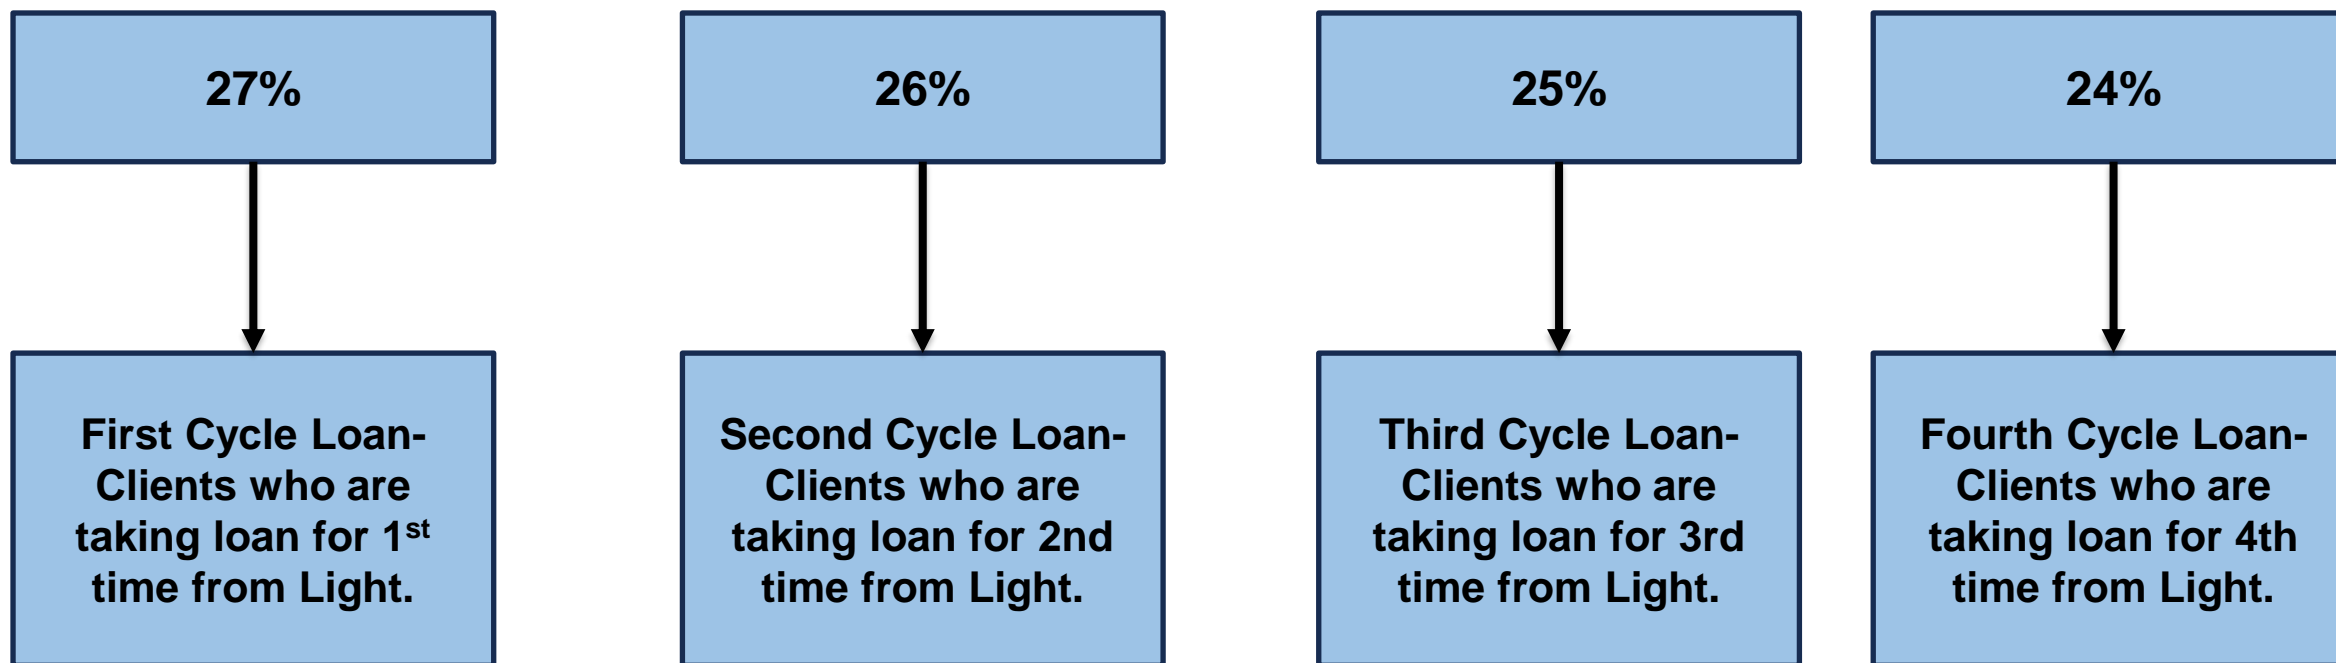 27%
26%
25%
24%
First Cycle Loan-
Clients who are
taking loan for 1st
time from Light.
Second Cycle Loan-
Clients who are
taking loan for 2nd
time from Light.
Third Cycle Loan-
Clients who are
taking loan for 3rd
time from Light.
Fourth Cycle Loan-
Clients who are
taking loan for 4th
time from Light.